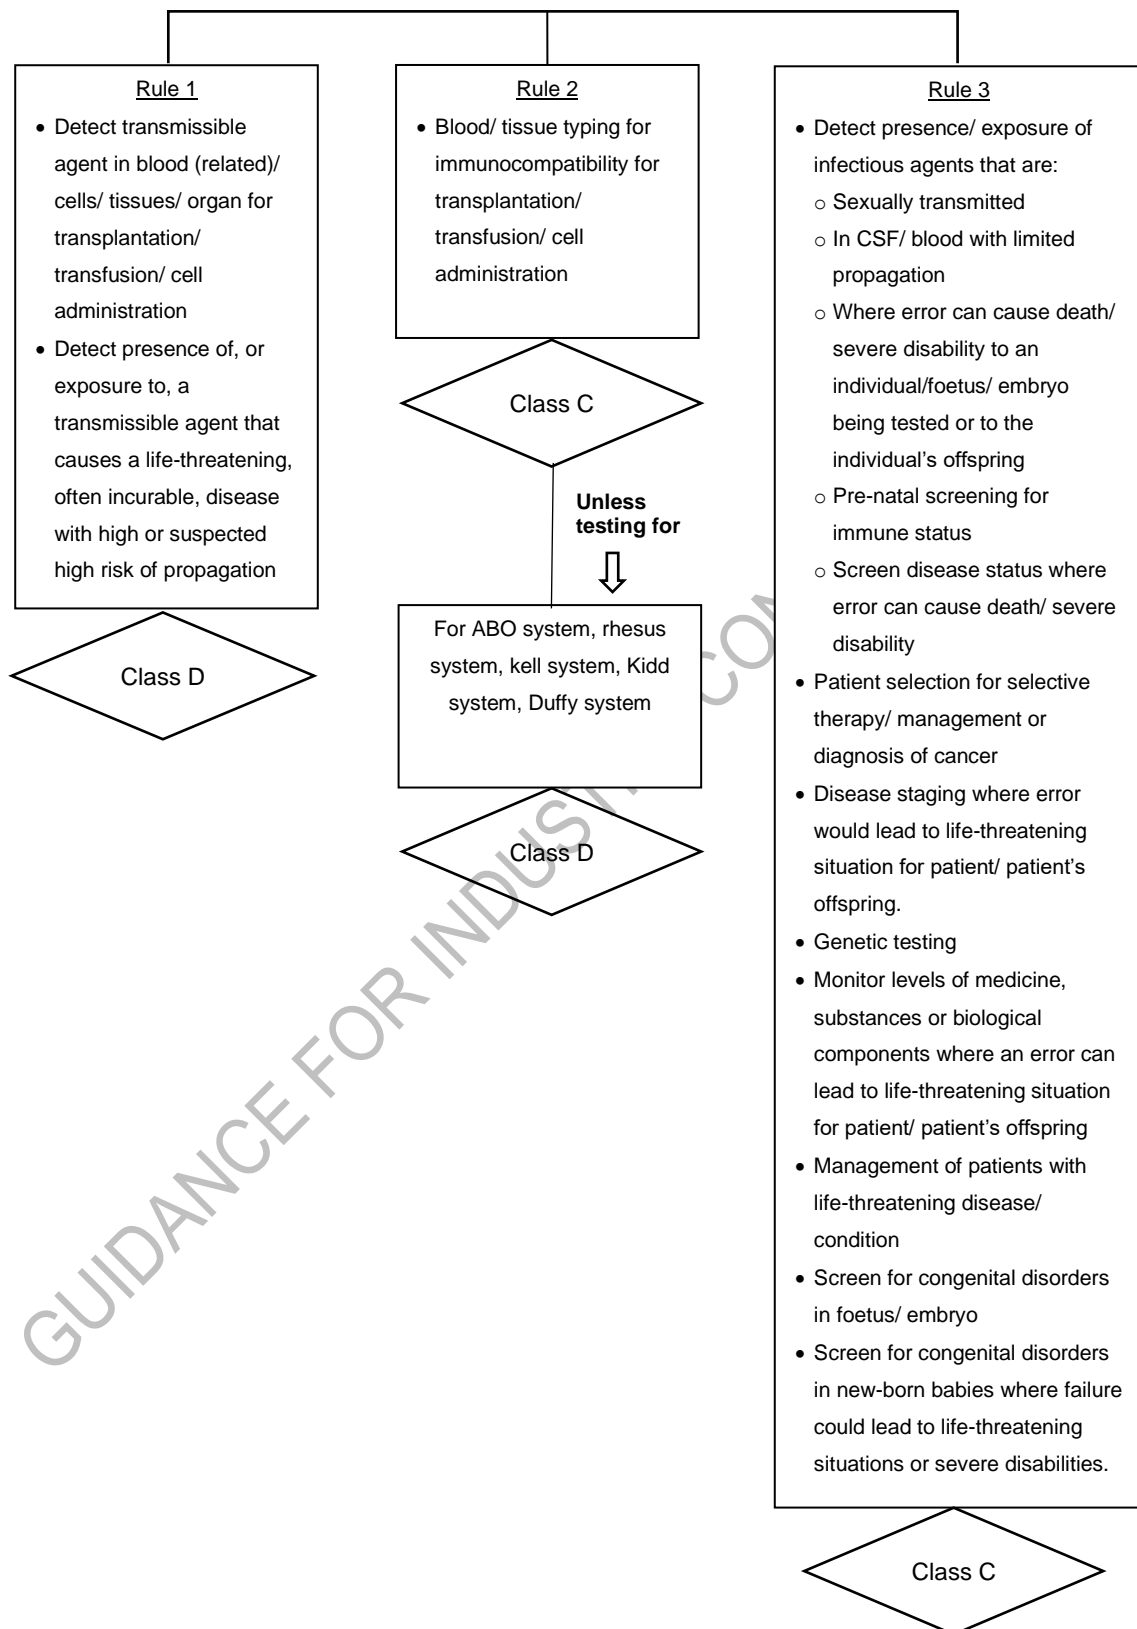 Rule 1
• Detect transmissible
agent in blood (related)/
cells/ tissues/ organ for
transplantation/
transfusion/ cell
administration
• Detect presence of, or
exposure to, a
transmissible agent that
causes a life-threatening,
often incurable, disease
with high or suspected
high risk of propagation
Class D
Rule 2
• Blood/ tissue typing for
immunocompatibility for
transplantation/
transfusion/ cell
administration
Class C
Unless
testing for
For ABO system, rhesus
system, kell system, Kidd
system, Duffy system
Class D
Rule 3
• Detect presence/ exposure of
infectious agents that are:
o Sexually transmitted
o In CSF/ blood with limited
propagation
o Where error can cause death/
severe disability to an
individual/foetus/ embryo
being tested or to the
individual’s offspring
o Pre-natal screening for
immune status
o Screen disease status where
error can cause death/ severe
disability
• Patient selection for selective
therapy/ management or
diagnosis of cancer
• Disease staging where error
would lead to life-threatening
situation for patient/ patient’s
offspring.
• Genetic testing
• Monitor levels of medicine,
substances or biological
components where an error can
lead to life-threatening situation
for patient/ patient’s offspring
• Management of patients with
life-threatening disease/
condition
• Screen for congenital disorders
in foetus/ embryo
• Screen for congenital disorders
in new-born babies where failure
could lead to life-threatening
situations or severe disabilities.
Class C
GUIDANCE FOR